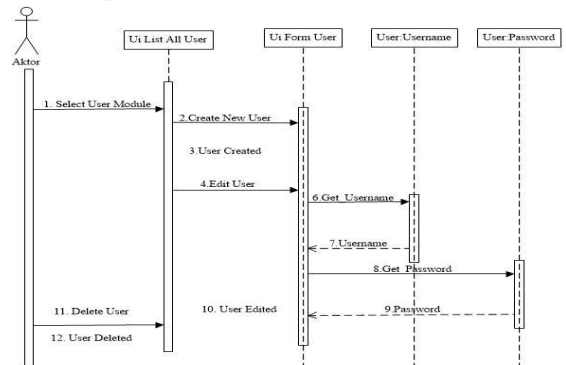 Ui List All User
Ui Form User
User:Username
User:Password
Aktor
1. Select User Module
2.Create New User
3.User Created
4.Edit User
6.Get_Username
7.Username
8.Get_Password
9.Password
10. User Edited
11. Delete User
12. User Deleted